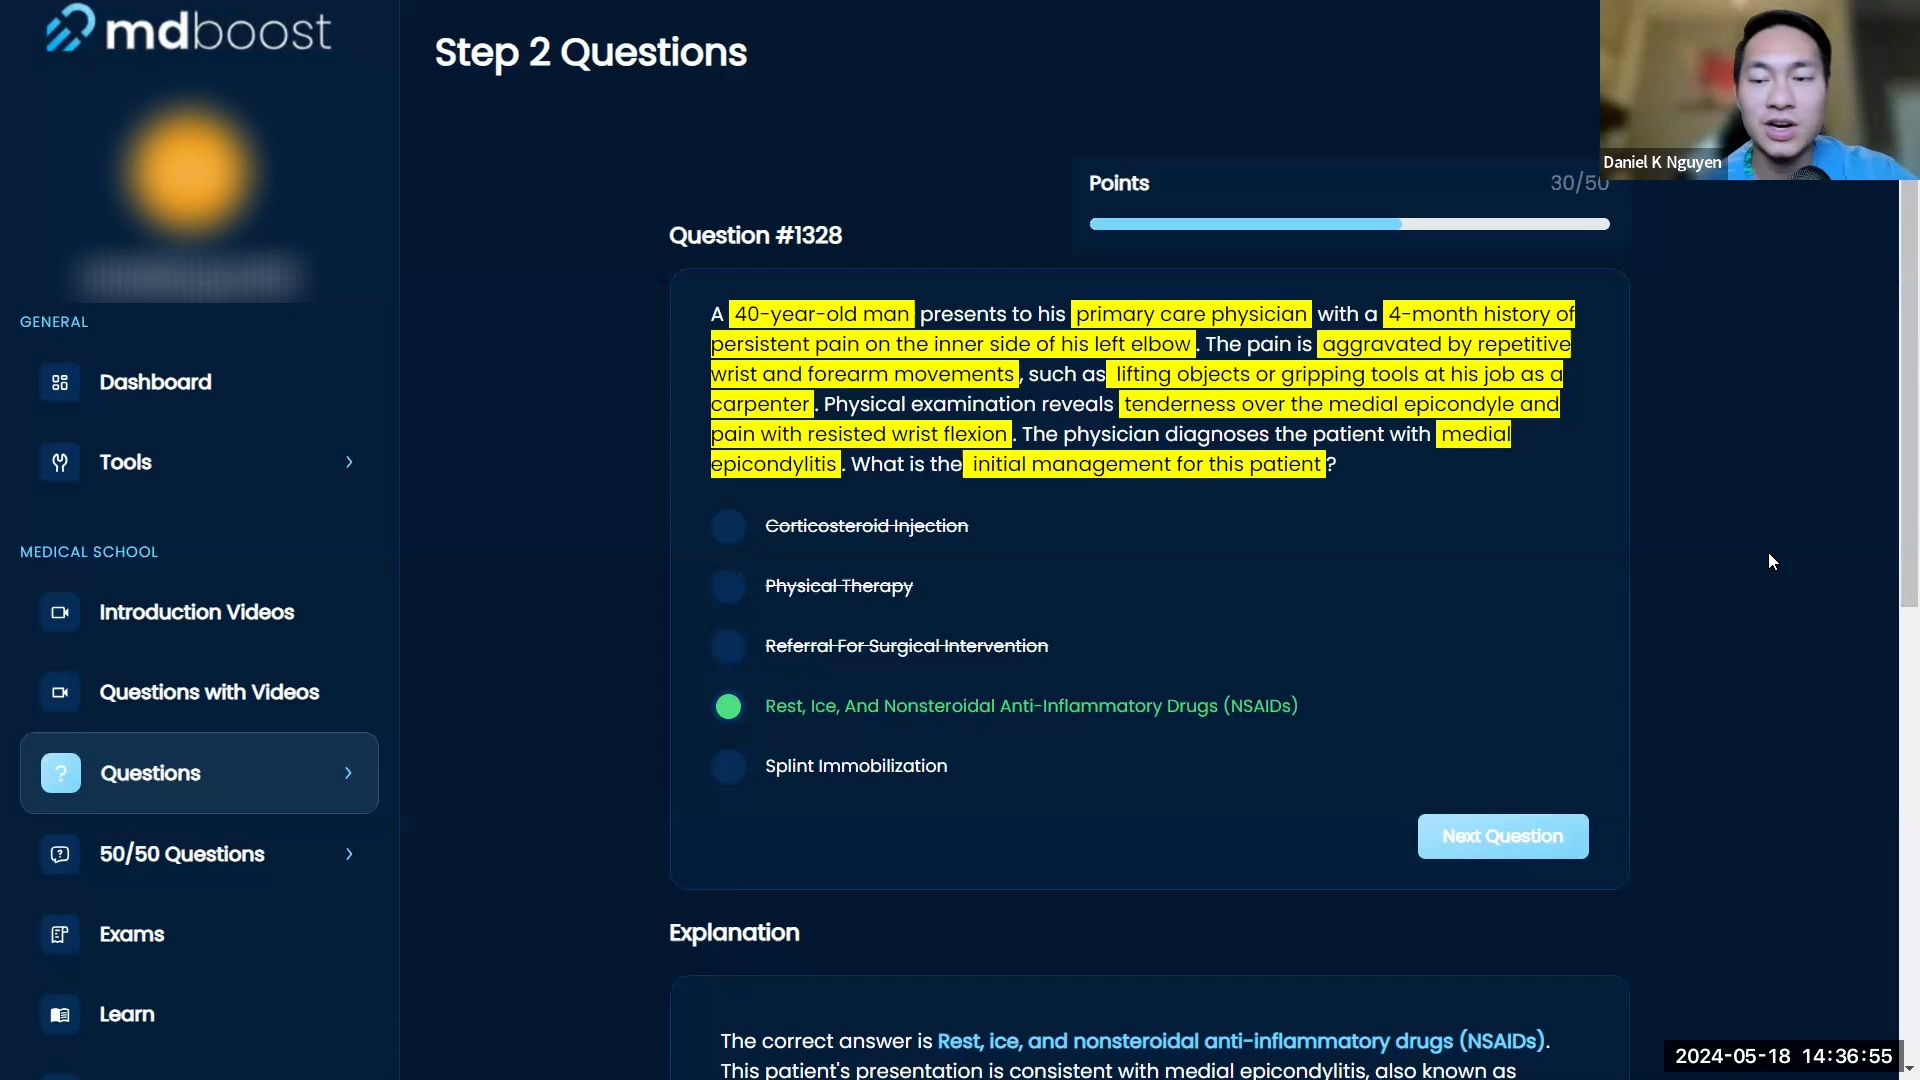 mdboost
Step 2 Questions
Daniel K Nguyen
Points
30/50
Question #1328
GENERAL
Dashboard
Tools
MEDICAL SCHOOL
Introduction Videos
Questions with Videos
Questions
50/50 Questions
Exams
Learn
A 40-year-old man presents to his primary care physician with a 4-month history of
persistent pain on the inner side of his left elbow. The pain is aggravated by repetitive
wrist and forearm movements, such as lifting objects or gripping tools at his job as a
carpenter. Physical examination reveals tenderness over the medial epicondyle and
pain with resisted wrist flexion. The physician diagnoses the patient with medial
epicondylitis. What is the initial management for this patient?
Corticosteroid Injection
Physical Therapy
Referral For Surgical Intervention
Rest, Ice, And Nonsteroidal Anti-Inflammatory Drugs (NSAIDs)
Splint Immobilization
Next Question
Explanation
The correct answer is Rest, ice, and nonsteroidal anti-inflammatory drugs (NSAIDs).
This patient's presentation is consistent with medial epicondylitis, also known as
2024-05-18 14:36:55